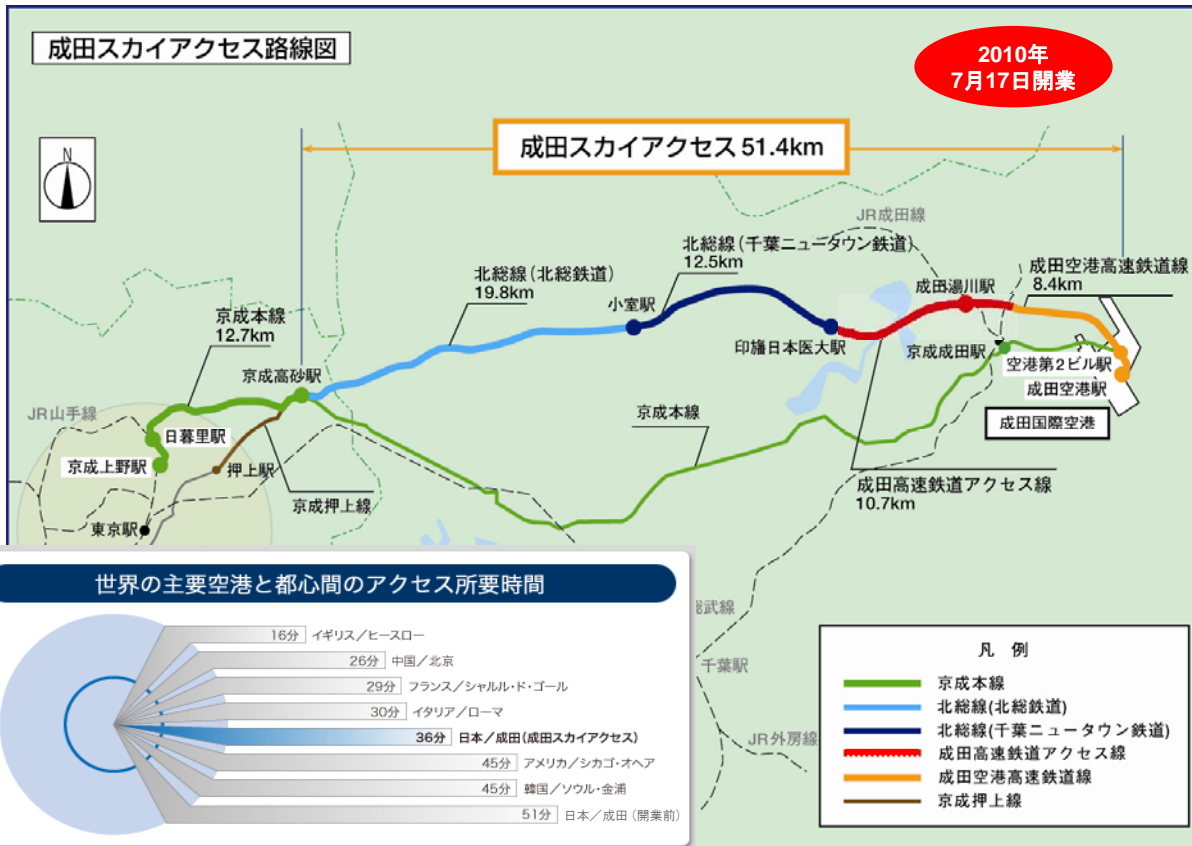 成田スカイアクセス路線図
2010年
7月17日開業
N
成田スカイアクセス51.4km
JR成田線
北総線(千葉ニュータウン鉄道)
12.5km
北総線(北総鉄道)
19.8km
成田空港高速鉄道線
8.4km
成田湯川駅
小室駅
京成本線
12.7km
印旛日本医大駅
京成成田駅
空港第2ビル駅
京成高砂駅
成田空港駅
JR山手線
京成本線
成田国際空港
日暮里駅
京成上野駅
押上駅
成田高速鉄道アクセス線
10.7km
京成押上線
東京駅
世界の主要空港と都心間のアクセス所要時間
16分 イギリス/ヒースロー
26分 中国/北京
29分 フランス/シャルル・ド・ゴール
30分 イタリア/ローマ
36分 日本/成田(成田スカイアクセス)
45分 アメリカ/シカゴ・オヘア
45分 韓国/ソウル・金浦
51分 日本/成田(開業前)
総武線
千葉駅
JR外房線
凡 例
京成本線
北総線(北総鉄道)
北総線(千葉ニュータウン鉄道)
成田高速鉄道アクセス線
成田空港高速鉄道線
京成押上線